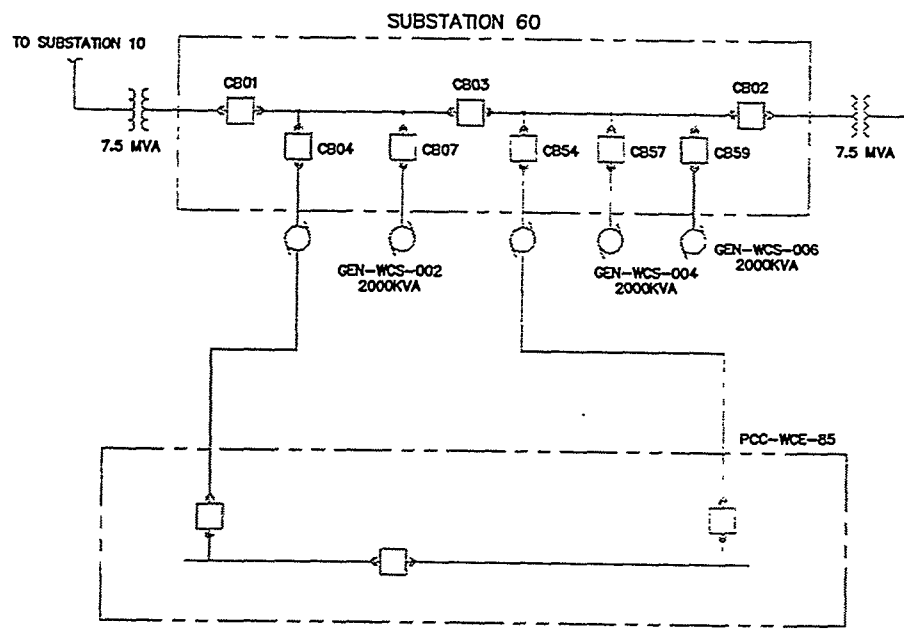 SUBSTATION 60
TO SUBSTATION 10
CB01
CB03
CB02
7.5 MVA
CB04
CB07
CB54
CB57
CB59
7.5 MVA
GEN-WCS-002
2000KVA
GEN-WCS-004
2000KVA
GEN-WCS-006
2000KVA
PCC-WCE-85